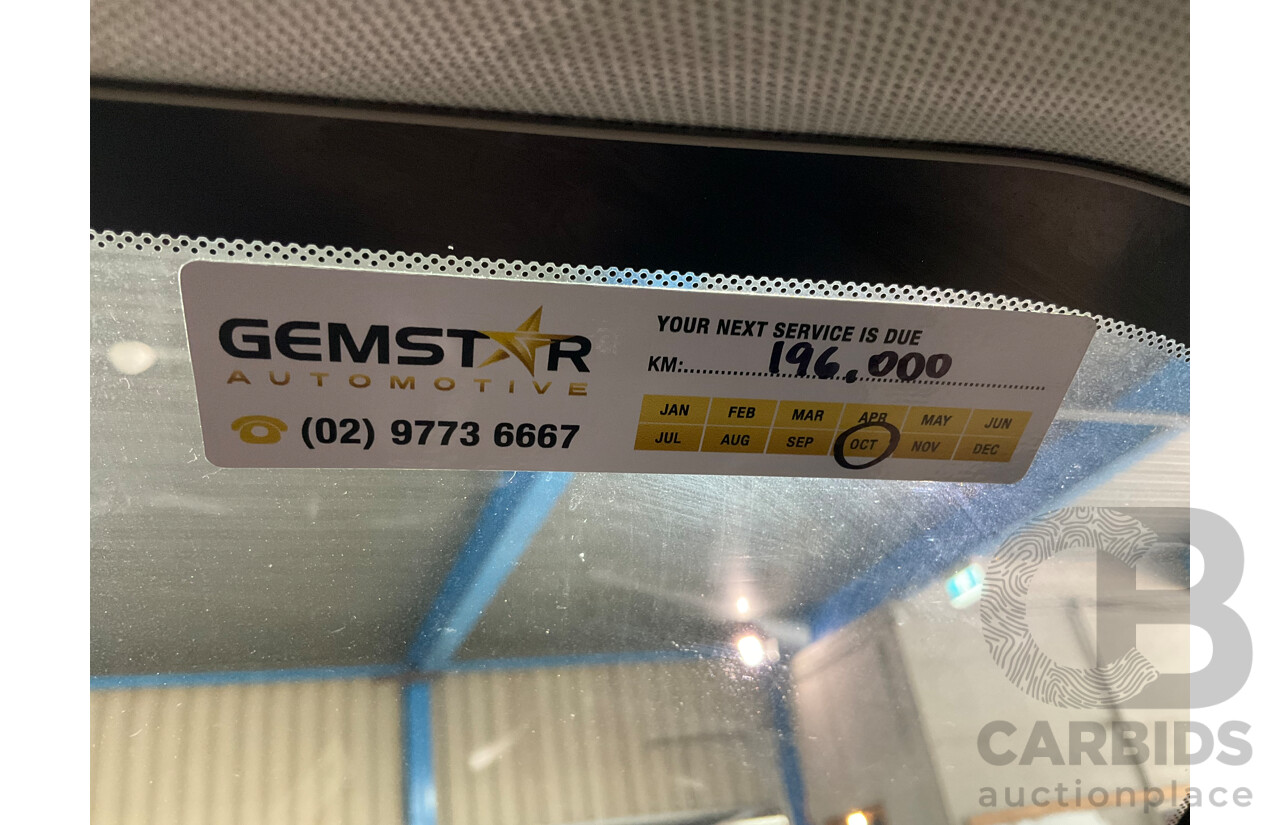 GEMSTAR
AUTOMOTIVE
(02) 9773 6667
YOUR NEXT SERVICE IS DUE
KM: 196,000
JAN FEB MAR APR MAY JUN
JUL AUG SEP OCT NOV DEC
CB
CARBIDS
auctionplace